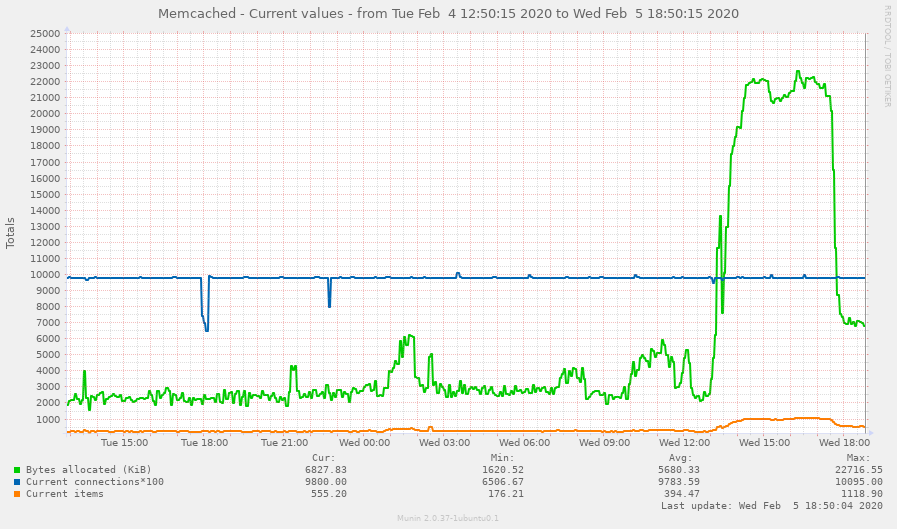 Memcached - Current values - from Tue Feb  4 12:50:15 2020 to Wed Feb  5 18:50:15 2020
RRDTOOL / TOBI OETIKER
Totals
25000
24000
23000
22000
21000
20000
19000
18000
17000
16000
15000
14000
13000
12000
11000
10000
9000
8000
7000
6000
5000
4000
3000
2000
1000
Tue 15:00 Tue 18:00 Tue 21:00 Wed 00:00 Wed 03:00 Wed 06:00 Wed 09:00 Wed 12:00 Wed 15:00 Wed 18:00
Cur: Min: Avg: Max:
Bytes allocated (KiB) 6827.83 1620.52 5680.33 22716.55
Current connections*100 9800.00 6506.67 9783.59 10095.00
Current items 555.20 176.21 394.47 1118.90
Last update: Wed Feb  5 18:50:04 2020
Munin 2.0.37-1ubuntu0.1